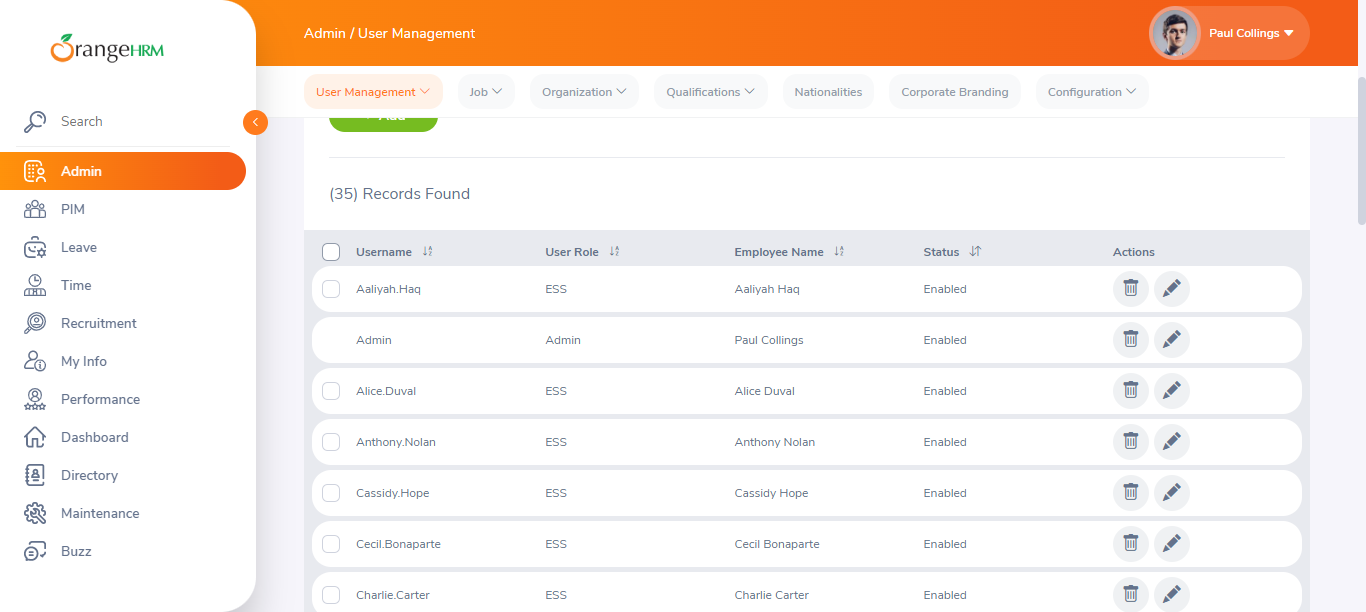 Admin / User Management
Paul Collings
OrangeHRM
User Management
Job
Organization
Qualifications
Nationalities
Corporate Branding
Configuration
Search
Admin
PIM
Leave
Time
Recruitment
My Info
Performance
Dashboard
Directory
Maintenance
Buzz
(35) Records Found
Username User Role Employee Name Status Actions
Aaliyah.Haq ESS Aaliyah Haq Enabled
Admin Admin Paul Collings Enabled
Alice.Duval ESS Alice Duval Enabled
Anthony.Nolan ESS Anthony Nolan Enabled
Cassidy.Hope ESS Cassidy Hope Enabled
Cecil.Bonaparte ESS Cecil Bonaparte Enabled
Charlie.Carter ESS Charlie Carter Enabled